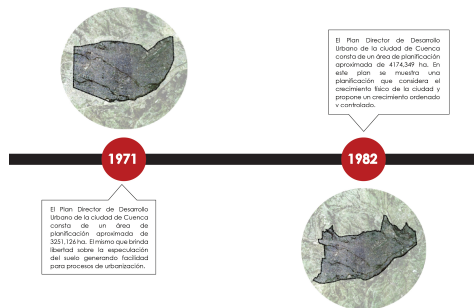 El Plan Director de Desarrollo
Urbano de la ciudad de Cuenca
consta de un área de planificación
aproximada de 4174,349 ha. En
este plan se muestra una
planificación que considera el
crecimiento físico de la ciudad y
propone un crecimiento ordenado
y controlado.
1971
1982
El Plan Director de Desarrollo
Urbano de la ciudad de Cuenca
consta de un área de
planificación aproximada de
3251,126 ha. El mismo que brinda
libertad sobre la especulación
del suelo generando facilidad
para procesos de urbanización.